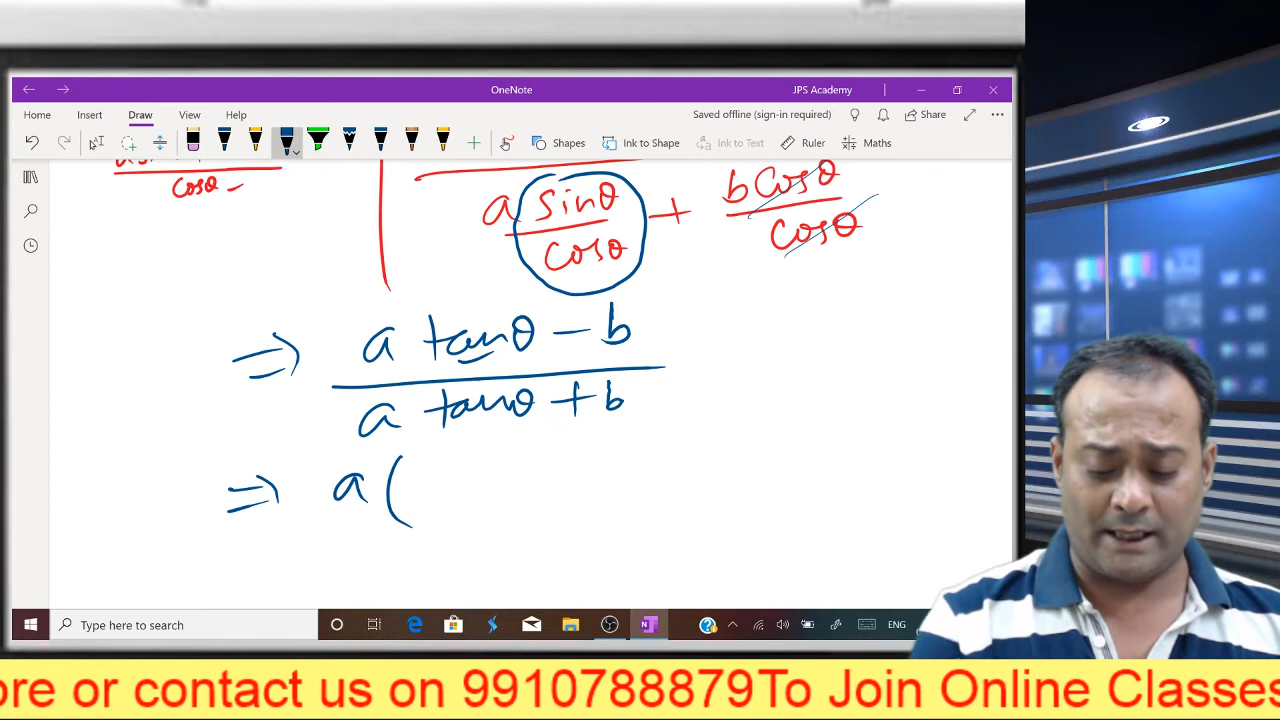 OneNote
JPS Academy
Home Insert Draw View Help
Saved offline (sign-in required)
Share
Shapes
Ink to Shape
Ink to Text
Ruler
Maths
cosθ
a sinθ/cosθ + bcosθ/cosθ
⇒ a tanθ − b
a tanθ + b
⇒ a (
Type here to search
ENG
ore or contact us on 9910788879To Join Online Classes